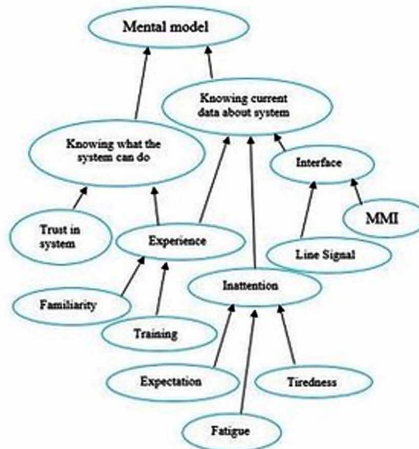 Mental model
Knowing current
data about system
Knowing what the
system can do
Interface
MMI
Trust in
system
Experience
Line Signal
Inattention
Familiarity
Training
Expectation
Tiredness
Fatigue